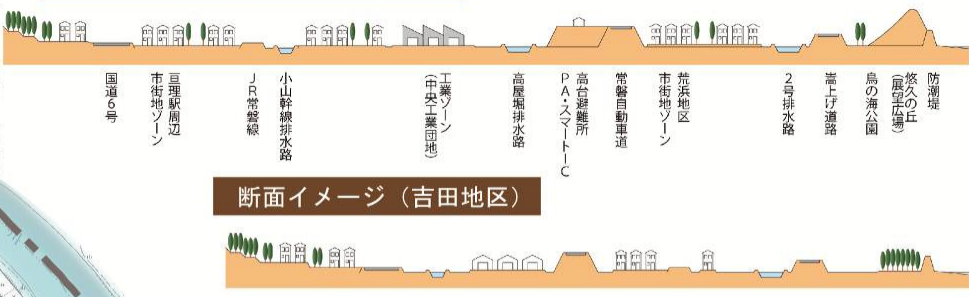 国道6号
亘理駅周辺
市街地ゾーン
JR常磐線
小山幹線排水路
工業ゾーン
(中央工業団地)
高屋堀排水路
高台避難所
PA・スマートIC
常磐自動車道
荒浜地区
市街地ゾーン
2号排水路
嵩上げ道路
鳥の海公園
悠久の丘
(展望広場)
防潮堤
断面イメージ(吉田地区)